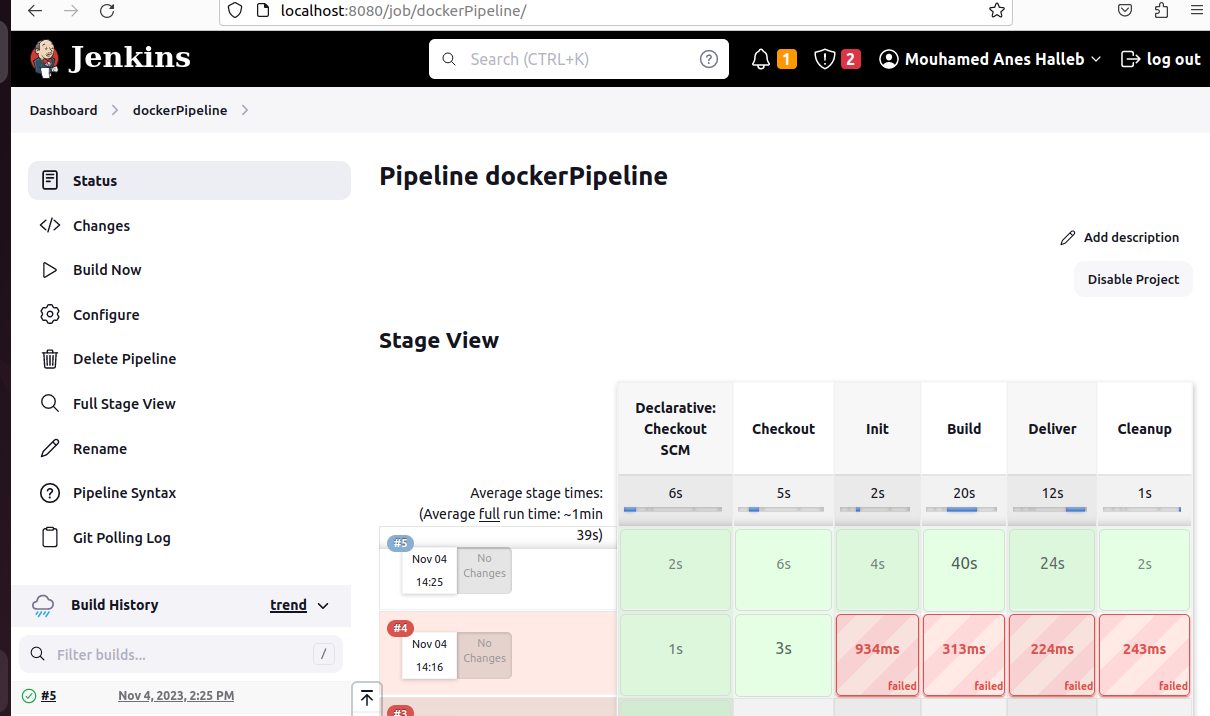 localhost:8080/job/dockerPipeline/
Jenkins
Search (CTRL+K)
?
1
2
Mouhamed Anes Halleb
log out
Dashboard
dockerPipeline
Status
Changes
Build Now
Configure
Delete Pipeline
Full Stage View
Rename
Pipeline Syntax
Git Polling Log
Build History
trend
Filter builds...
/
#5
Nov 4, 2023, 2:25 PM
Pipeline dockerPipeline
Add description
Disable Project
Stage View
Declarative:
Checkout
SCM
Checkout
Init
Build
Deliver
Cleanup
Average stage times:
(Average full run time: ~1min
39s)
6s
5s
2s
20s
12s
1s
#5
Nov 04
14:25
No
Changes
2s
6s
4s
40s
24s
2s
#4
Nov 04
14:16
No
Changes
1s
3s
934ms
failed
313ms
failed
224ms
failed
243ms
failed
#3